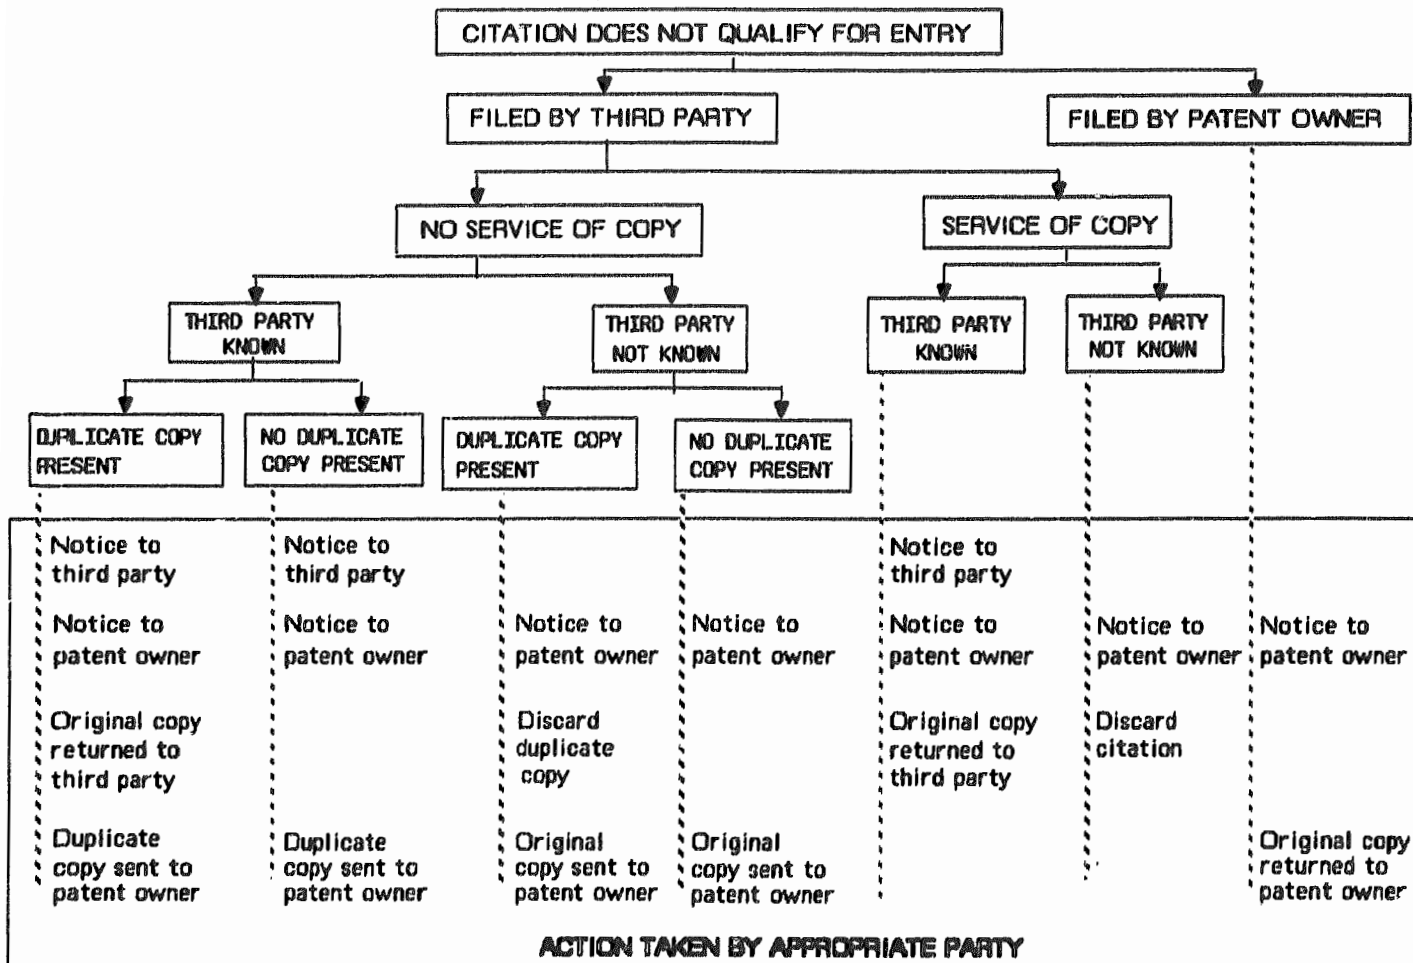 CITATION DOES NOT QUALIFY FOR ENTRY
FILED BY THIRD PARTY
FILED BY PATENT OWNER
NO SERVICE OF COPY
SERVICE OF COPY
THIRD PARTY
KNOWN
THIRD PARTY
NOT KNOWN
THIRD PARTY
KNOWN
THIRD PARTY
NOT KNOWN
DUPLICATE COPY
PRESENT
NO DUPLICATE
COPY PRESENT
DUPLICATE COPY
PRESENT
NO DUPLICATE
COPY PRESENT
Notice to
third party
Notice to
third party
Notice to
third party
Notice to
patent owner
Notice to
patent owner
Notice to
patent owner
Notice to
patent owner
Notice to
patent owner
Notice to
patent owner
Notice to
patent owner
Original copy
returned to
third party
Discard
duplicate
copy
Original copy
returned to
third party
Discard
citation
Duplicate
copy sent to
patent owner
Duplicate
copy sent to
patent owner
Original
copy sent to
patent owner
Original
copy sent to
patent owner
Original copy
returned to
patent owner
ACTION TAKEN BY APPROPRIATE PARTY